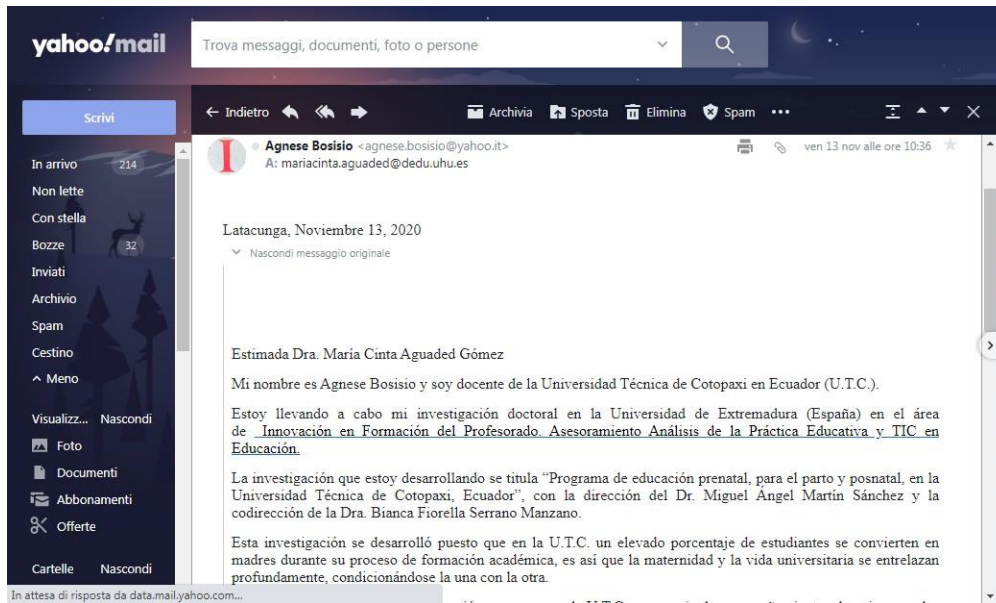 yahoo!mail
Trova messaggi, documenti, foto o persone
Scrivi
Indietro
Archivia
Sposta
Elimina
Spam
In arrivo 214
Non lette
Con stella
Bozze 32
Inviati
Archivio
Spam
Cestino
Meno
Visualizz... Nascondi
Foto
Documenti
Abbonamenti
Offerte
Cartelle Nascondi
In attesa di risposta da data.mail.yahoo.com...
I
Agnese Bosisio <agnese.bosisio@yahoo.it>
ven 13 nov alle ore 10:36
A: mariacinta.aguaded@dedu.uhu.es
Latacunga, Noviembre 13, 2020
Nascondi messaggio originale
Estimada Dra. María Cinta Aguaded Gómez
Mi nombre es Agnese Bosisio y soy docente de la Universidad Técnica de Cotopaxi en Ecuador (U.T.C.).
Estoy llevando a cabo mi investigación doctoral en la Universidad de Extremadura (España) en el área
de Innovación en Formación del Profesorado. Asesoramiento Análisis de la Práctica Educativa y TIC en
Educación.
La investigación que estoy desarrollando se titula “Programa de educación prenatal, para el parto y posnatal, en la
Universidad Técnica de Cotopaxi, Ecuador”, con la dirección del Dr. Miguel Ángel Martín Sánchez y la
codirección de la Dra. Bianca Fiorella Serrano Manzano.
Esta investigación se desarrolló puesto que en la U.T.C. un elevado porcentaje de estudiantes se convierten en
madres durante su proceso de formación académica, es así que la maternidad y la vida universitaria se entrelazan
profundamente, condicionándose la una con la otra.